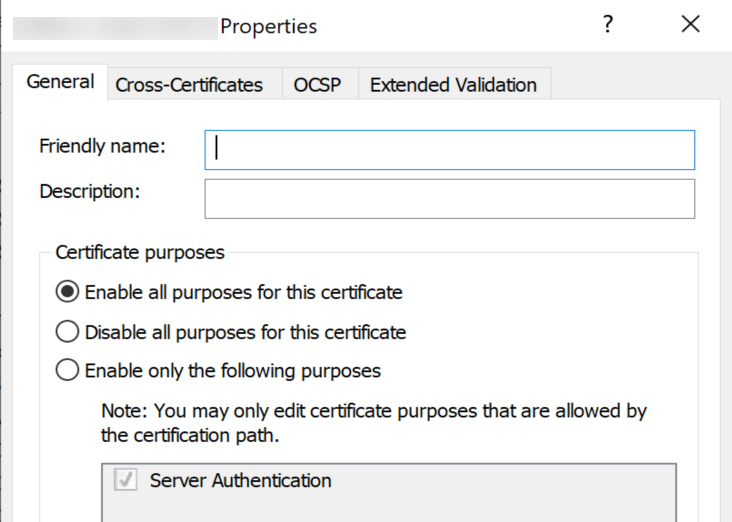 Properties ?
General Cross-Certificates OCSP Extended Validation
Friendly name:
Description:
Certificate purposes
Enable all purposes for this certificate
Disable all purposes for this certificate
Enable only the following purposes
Note: You may only edit certificate purposes that are allowed by
the certification path.
Server Authentication